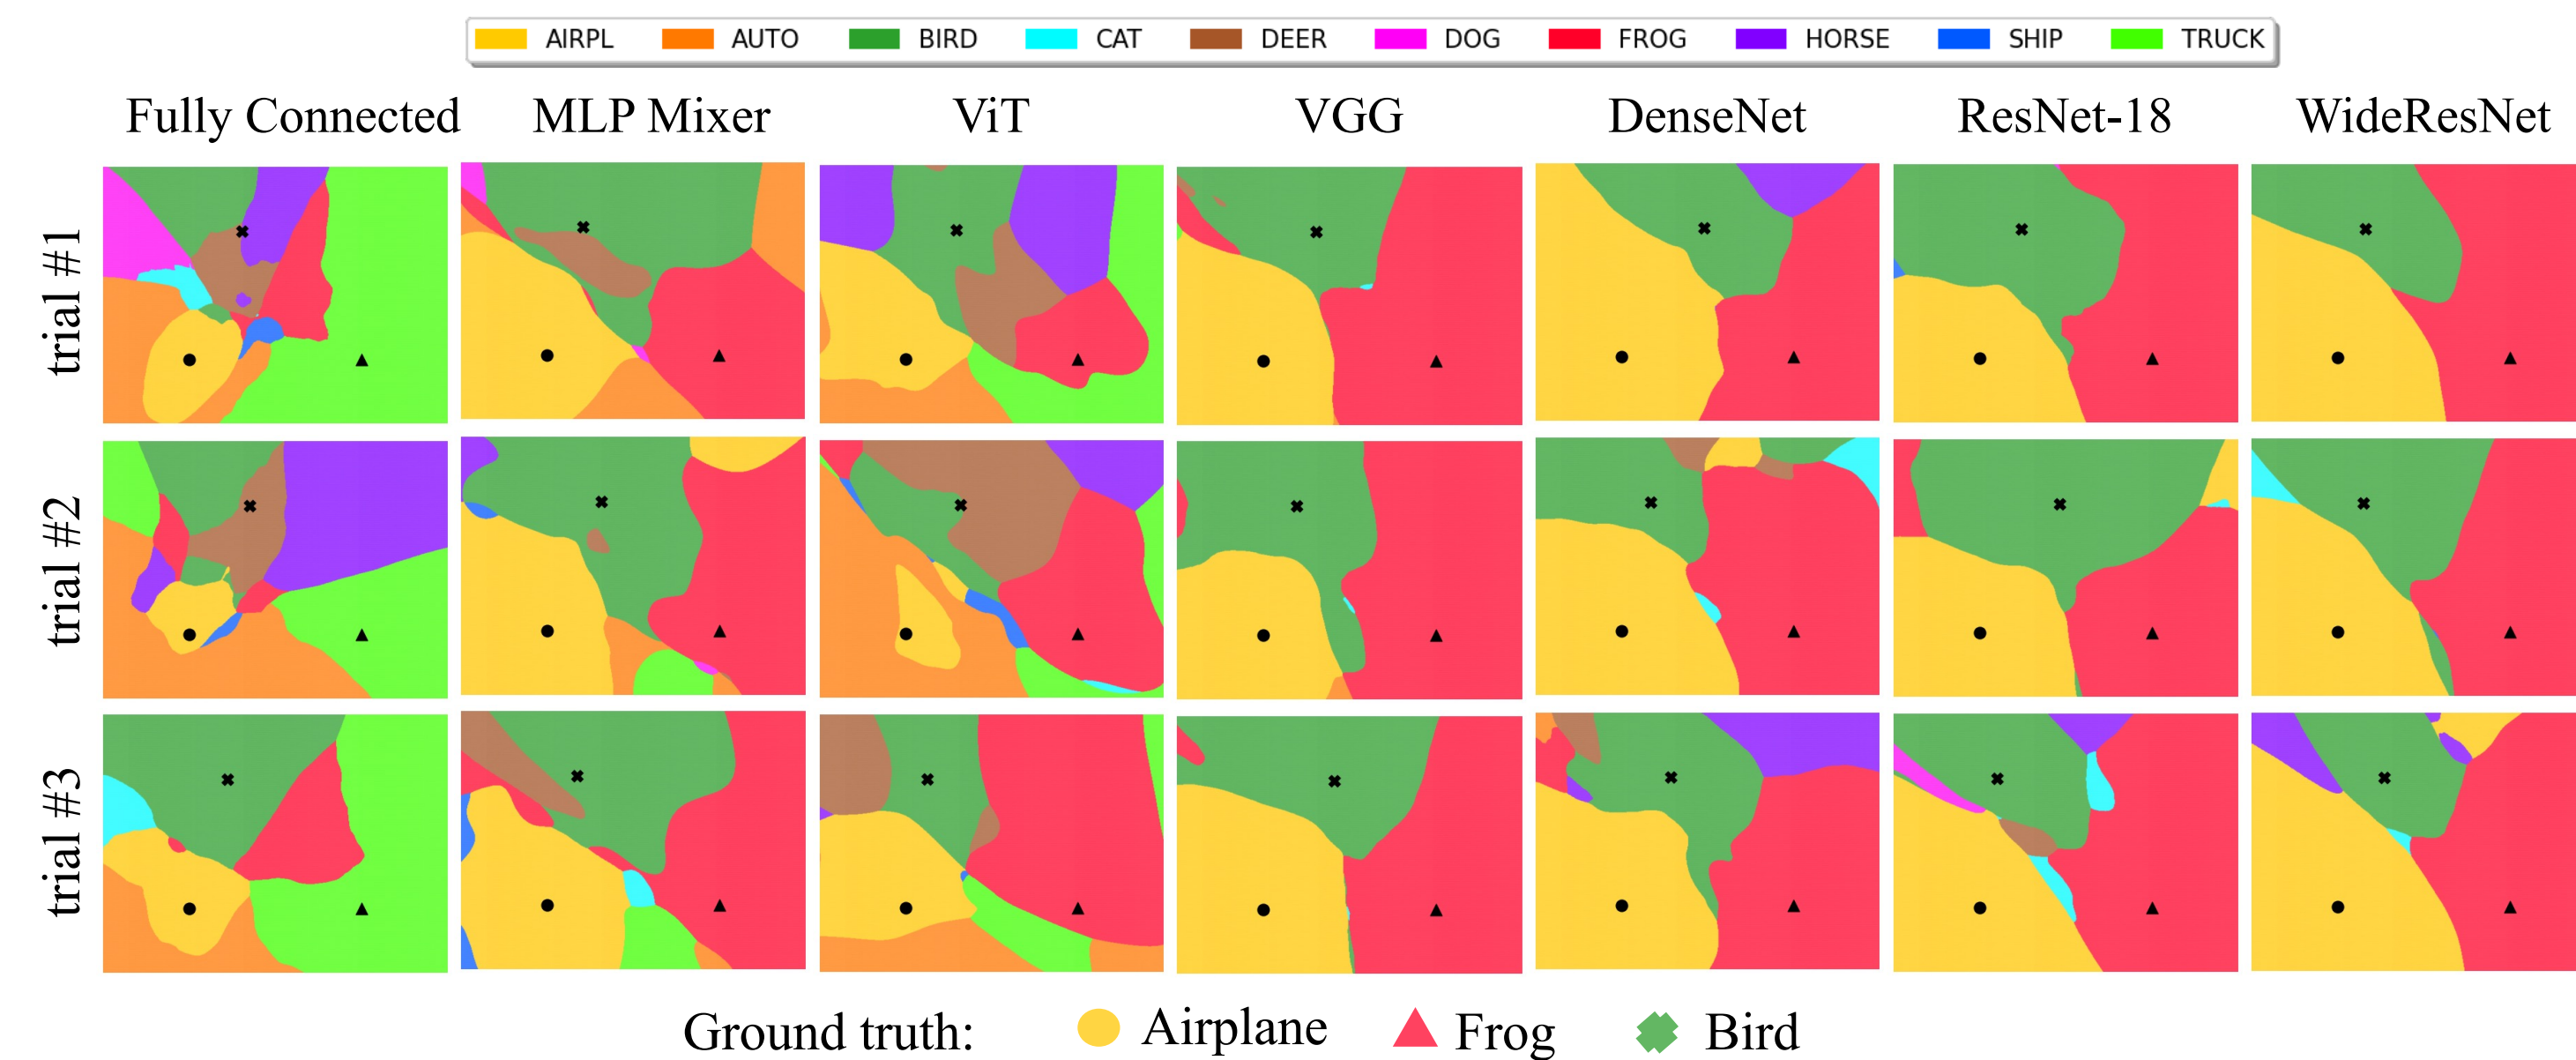 AIRPL AUTO BIRD CAT DEER DOG FROG HORSE SHIP TRUCK
Fully Connected MLP Mixer ViT VGG DenseNet ResNet-18 WideResNet
trial #1
trial #2
trial #3
Ground truth: Airplane Frog Bird